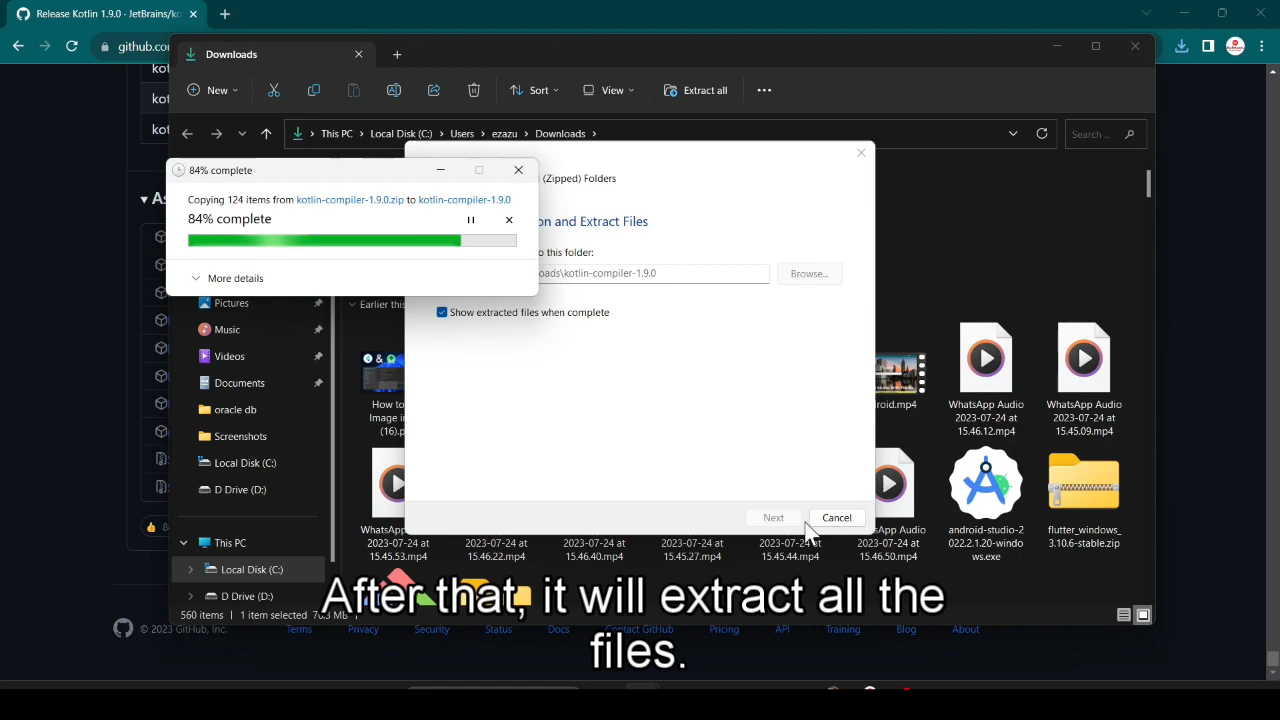 Release Kotlin 1.9.0 - JetBrains/ko
github.co
Downloads
New
Sort
View
Extract all
This PC > Local Disk (C:) > Users > ezazu > Downloads >
Search ...
84% complete
Copying 124 items from kotlin-compiler-1.9.0.zip to kotlin-compiler-1.9.0
84% complete
More details
(Zipped) Folders
on and Extract Files
o this folder:
oads\kotlin-compiler-1.9.0
Browse...
Show extracted files when complete
Next
Cancel
kot
kot
kot
As
Pictures
Music
Videos
Documents
oracle db
Screenshots
Local Disk (C:)
D Drive (D:)
This PC
Local Disk (C:)
D Drive (D:)
Earlier this
How to
Image in
(16).p
roid.mp4
WhatsApp Audio
2023-07-24 at
15.46.12.mp4
WhatsApp Audio
2023-07-24 at
15.45.09.mp4
WhatsA
2023-07-24 at
15.45.53.mp4
2023-07-24 at
15.46.22.mp4
2023-07-24 at
15.46.40.mp4
2023-07-24 at
15.45.27.mp4
2023-07-24 at
15.45.44.mp4
App Audio
2023-07-24 at
15.46.50.mp4
android-studio-2
022.2.1.20-windo
ws.exe
flutter_windows_
3.10.6-stable.zip
560 items
1 item selected
After that, it will extract all the
files.
© 2023 GitHub, Inc.
Terms
Privacy
Security
Status
Docs
Contact GitHub
Pricing
API
Training
Blog
About